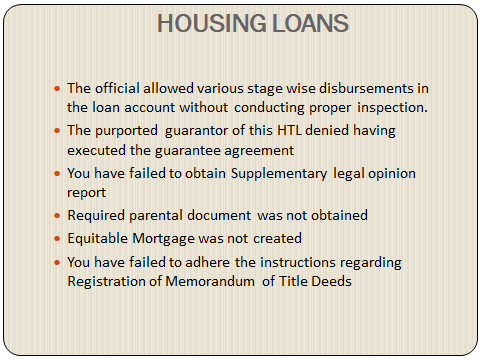 HOUSING LOANS
• The official allowed various stage wise disbursements in
the loan account without conducting proper inspection.
• The purported guarantor of this HTL denied having
executed the guarantee agreement
• You have failed to obtain Supplementary legal opinion
report
• Required parental document was not obtained
• Equitable Mortgage was not created
• You have failed to adhere the instructions regarding
Registration of Memorandum of Title Deeds